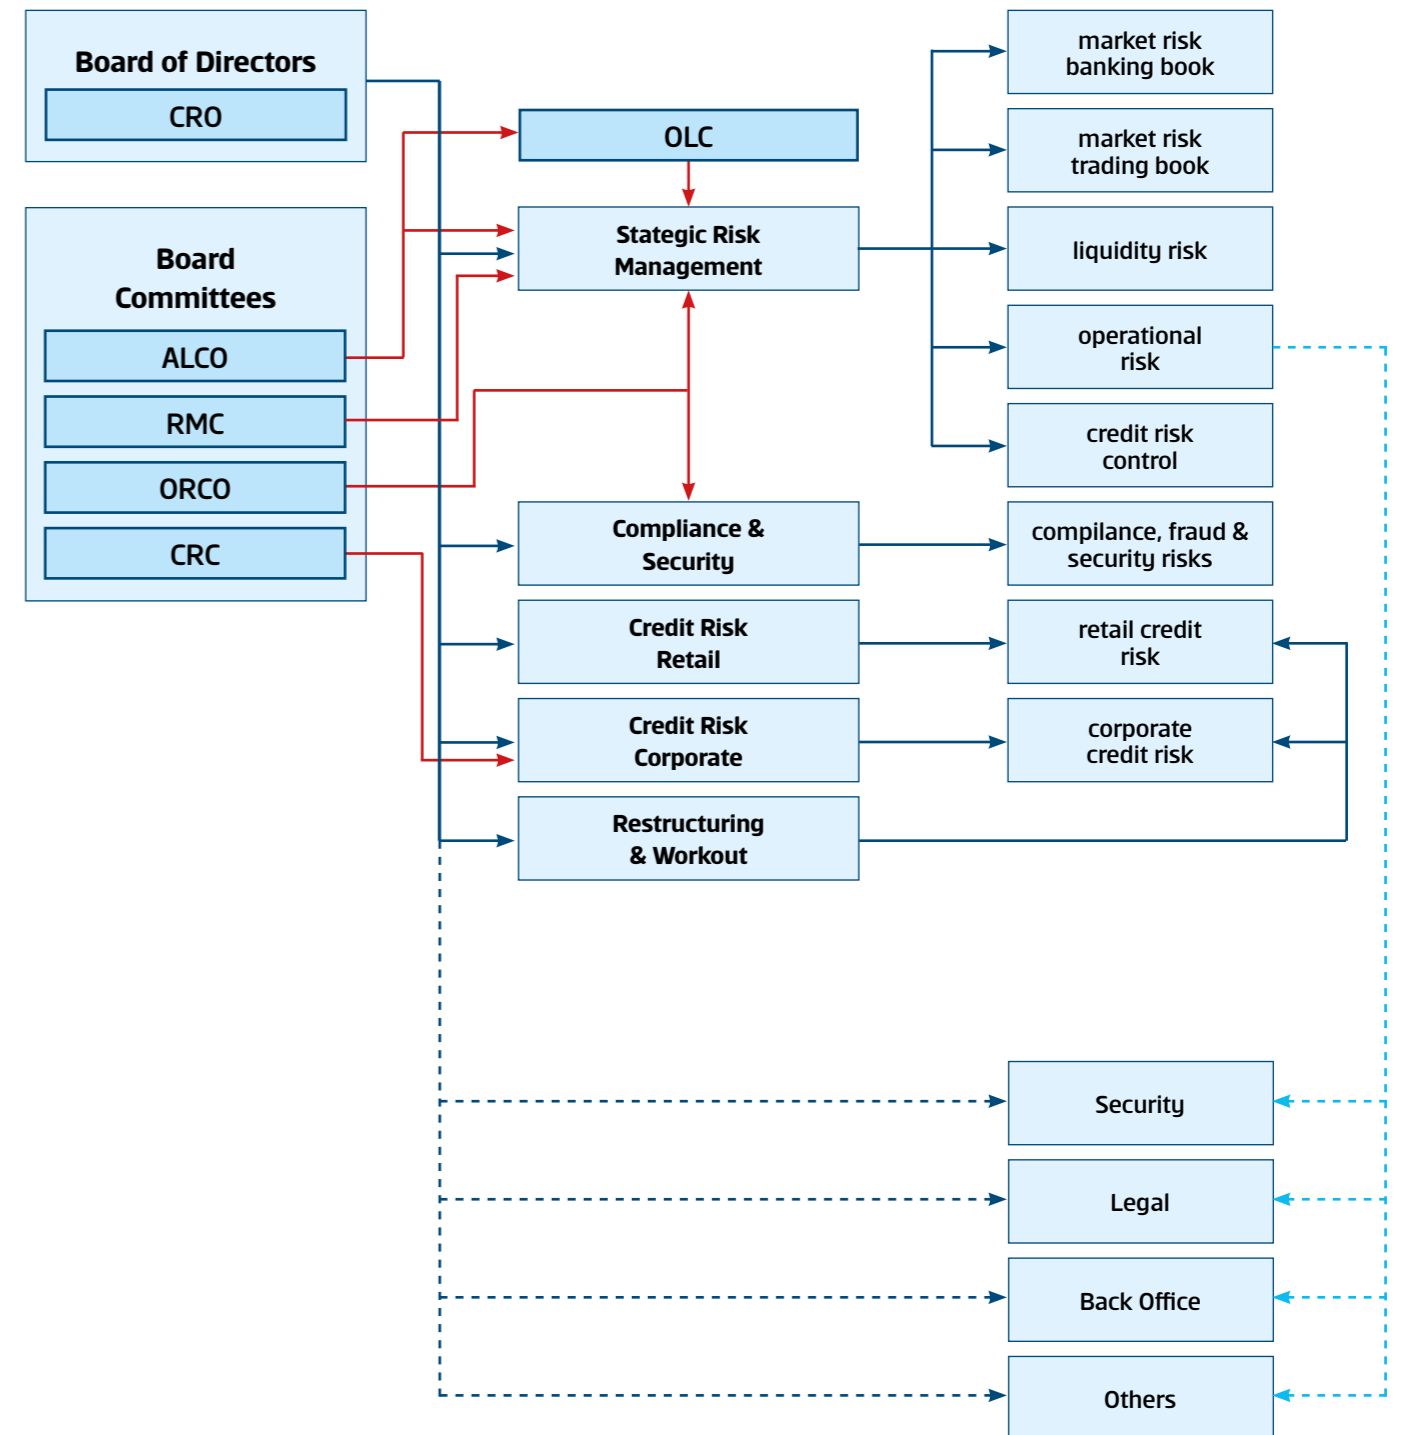 Board of Directors
CRO
Board
Committees
ALCO
RMC
ORCO
CRC
OLC
Stategic Risk
Management
Compliance &
Security
Credit Risk
Retail
Credit Risk
Corporate
Restructuring
& Workout
market risk
banking book
market risk
trading book
liquidity risk
operational
risk
credit risk
control
compilance, fraud &
security risks
retail credit
risk
corporate
credit risk
Security
Legal
Back Office
Others